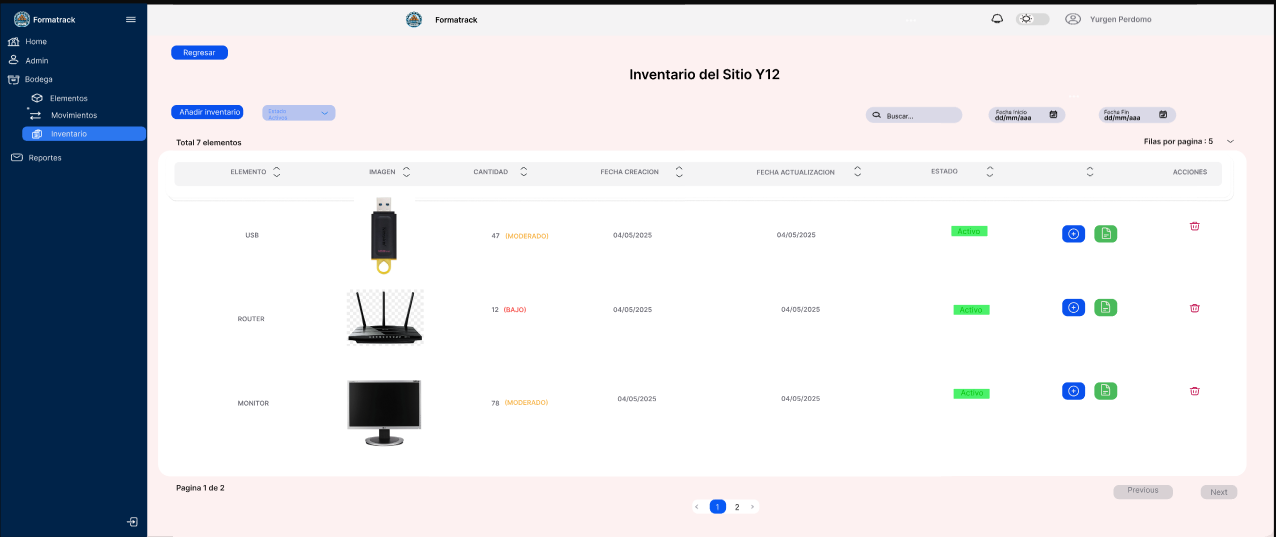 Formatrack
Formatrack
Yurgen Perdomo
Home
Admin
Bodega
Elementos
Movimientos
Inventario
Reportes
Regresar
Inventario del Sitio Y12
Añadir inventario
Estado
Activos
Buscar...
Fecha Inicio
dd/mm/aaa
Fecha Fin
dd/mm/aaa
Total 7 elementos
Filas por pagina : 5
ELEMENTO IMAGEN CANTIDAD FECHA CREACION FECHA ACTUALIZACION ESTADO ACCIONES
USB 47 (MODERADO) 04/05/2025 04/05/2025 Activo
ROUTER 12 (BAJO) 04/05/2025 04/05/2025 Activo
MONITOR 78 (MODERADO) 04/05/2025 04/05/2025 Activo
Pagina 1 de 2
Previous
Next
‹ 1 2 ›